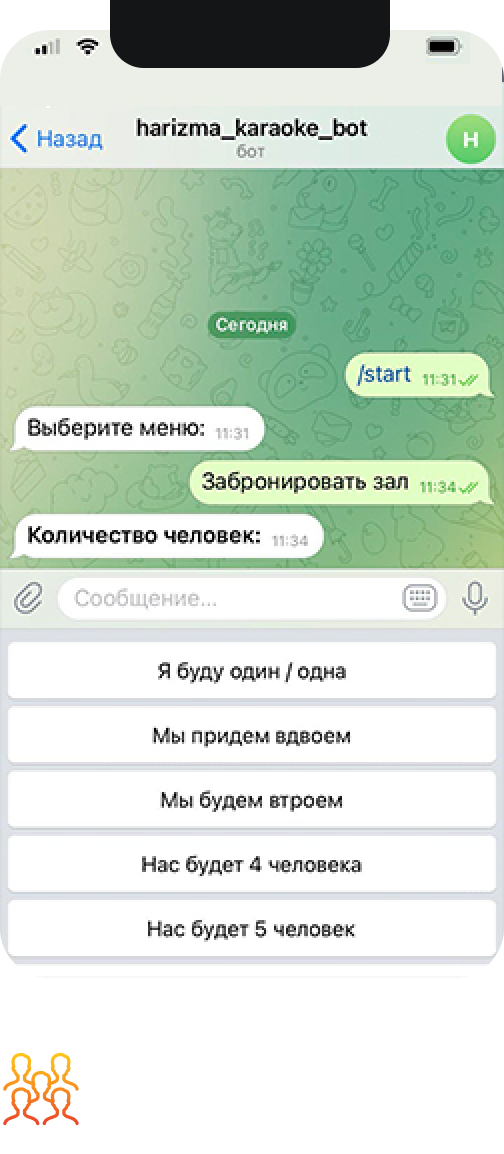 harizma_karaoke_bot
Назад
бот
H
Сегодня
/start 11:31
Выберите меню: 11:31
Забронировать зал 11:34
Количество человек: 11:34
Сообщение...
Я буду один / одна
Мы придем вдвоем
Мы будем втроем
Нас будет 4 человека
Нас будет 5 человек